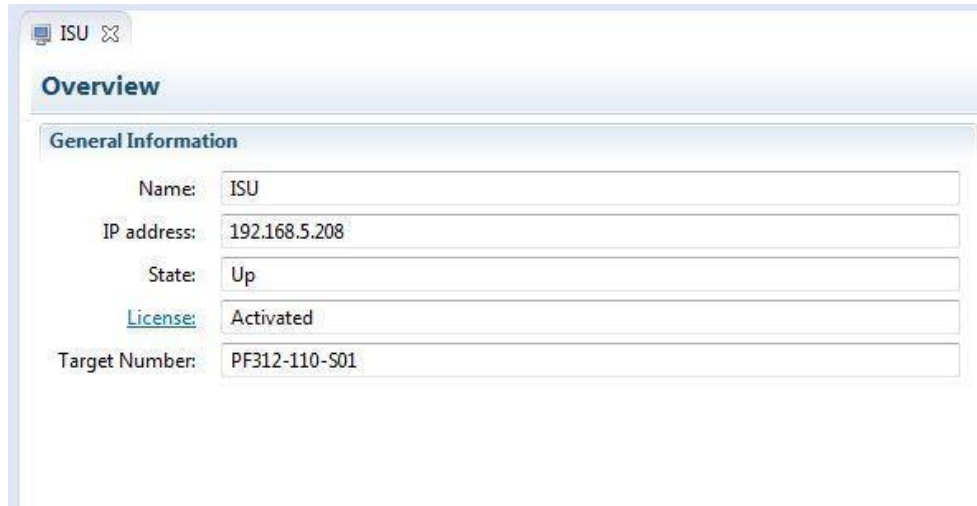 ISU
Overview
General Information
Name: ISU
IP address: 192.168.5.208
State: Up
License: Activated
Target Number: PF312-110-S01